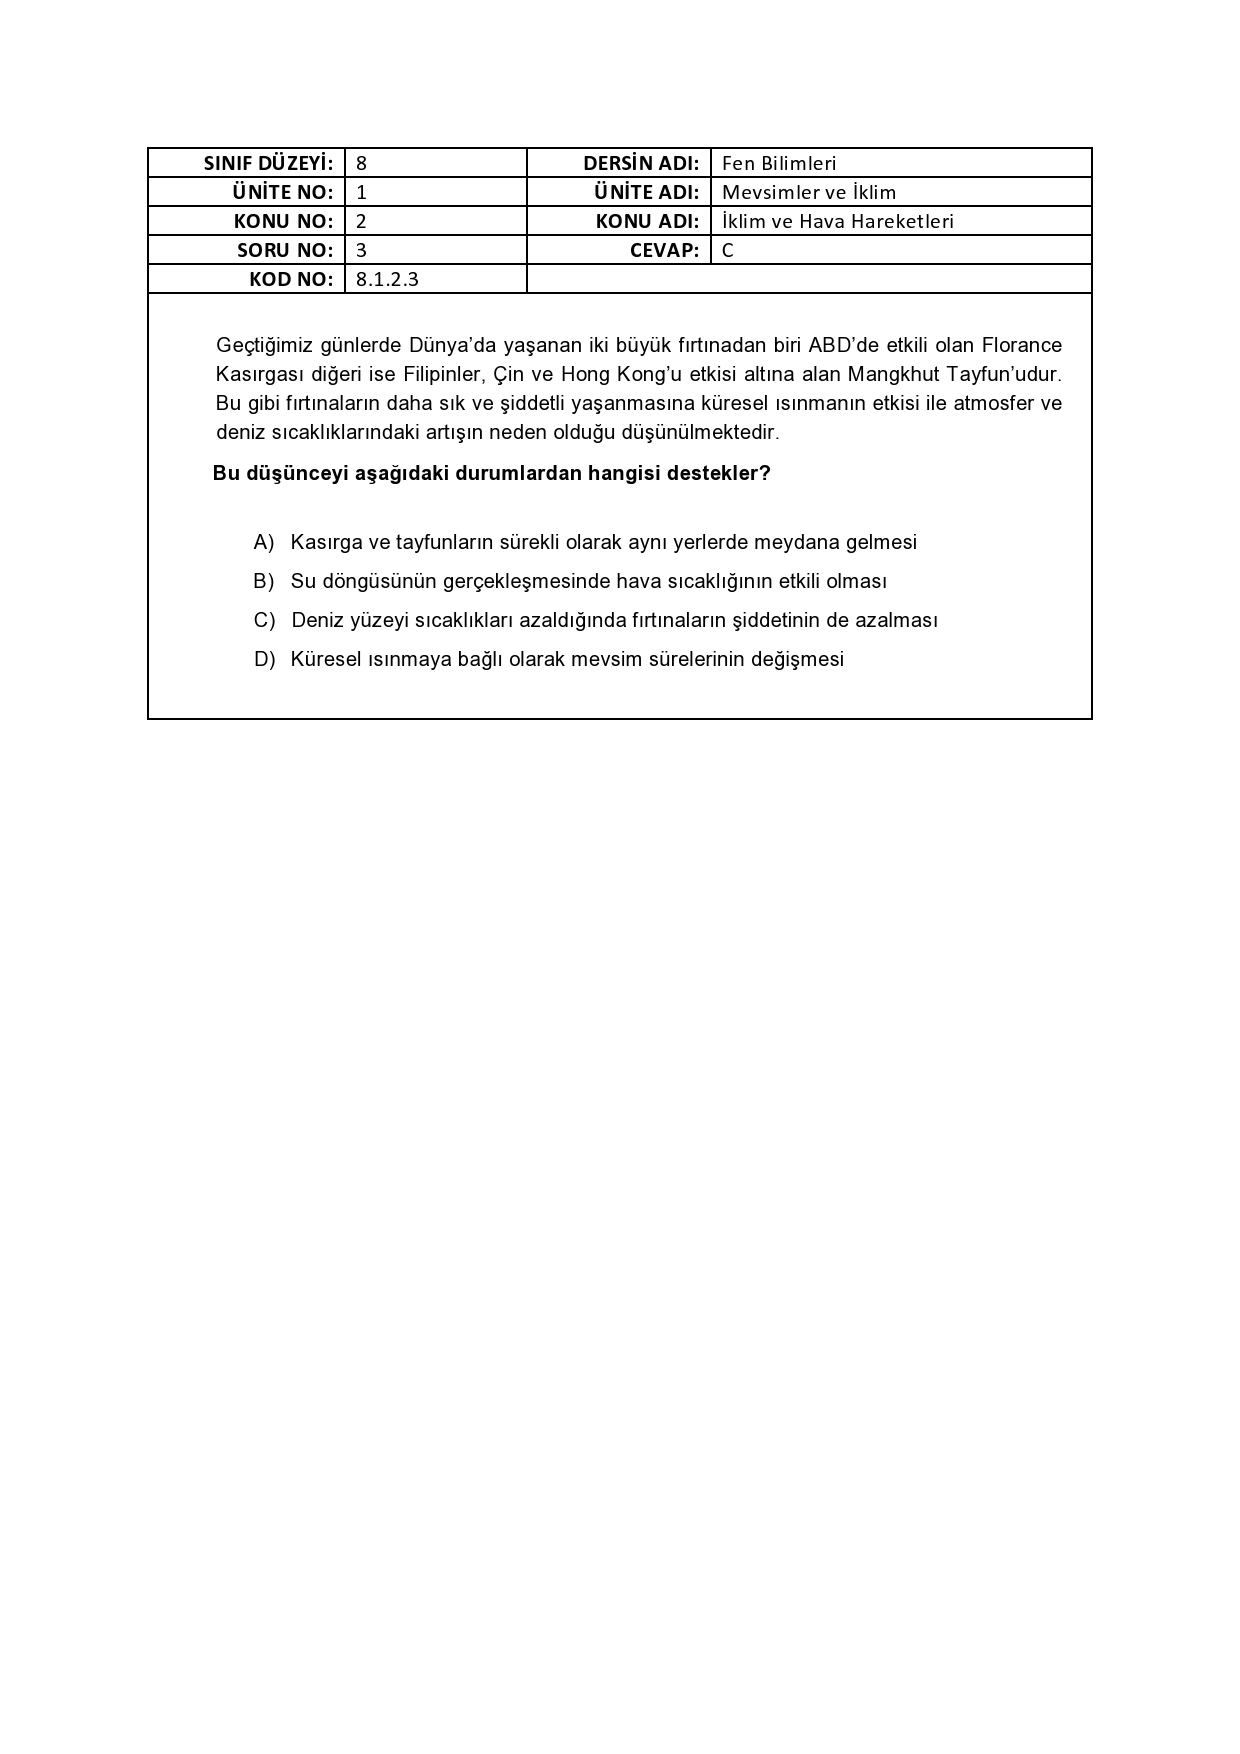 SINIF DÜZEYİ: 8 DERSİN ADI: Fen Bilimleri
ÜNİTE NO: 1 ÜNİTE ADI: Mevsimler ve İklim
KONU NO: 2 KONU ADI: İklim ve Hava Hareketleri
SORU NO: 3 CEVAP: C
KOD NO: 8.1.2.3
Geçtiğimiz günlerde Dünya’da yaşanan iki büyük fırtınadan biri ABD’de etkili olan Florance
Kasırgası diğeri ise Filipinler, Çin ve Hong Kong’u etkisi altına alan Mangkhut Tayfun’udur.
Bu gibi fırtınaların daha sık ve şiddetli yaşanmasına küresel ısınmanın etkisi ile atmosfer ve
deniz sıcaklıklarındaki artışın neden olduğu düşünülmektedir.
Bu düşünceyi aşağıdaki durumlardan hangisi destekler?
A) Kasırga ve tayfunların sürekli olarak aynı yerlerde meydana gelmesi
B) Su döngüsünün gerçekleşmesinde hava sıcaklığının etkili olması
C) Deniz yüzeyi sıcaklıkları azaldığında fırtınaların şiddetinin de azalması
D) Küresel ısınmaya bağlı olarak mevsim sürelerinin değişmesi